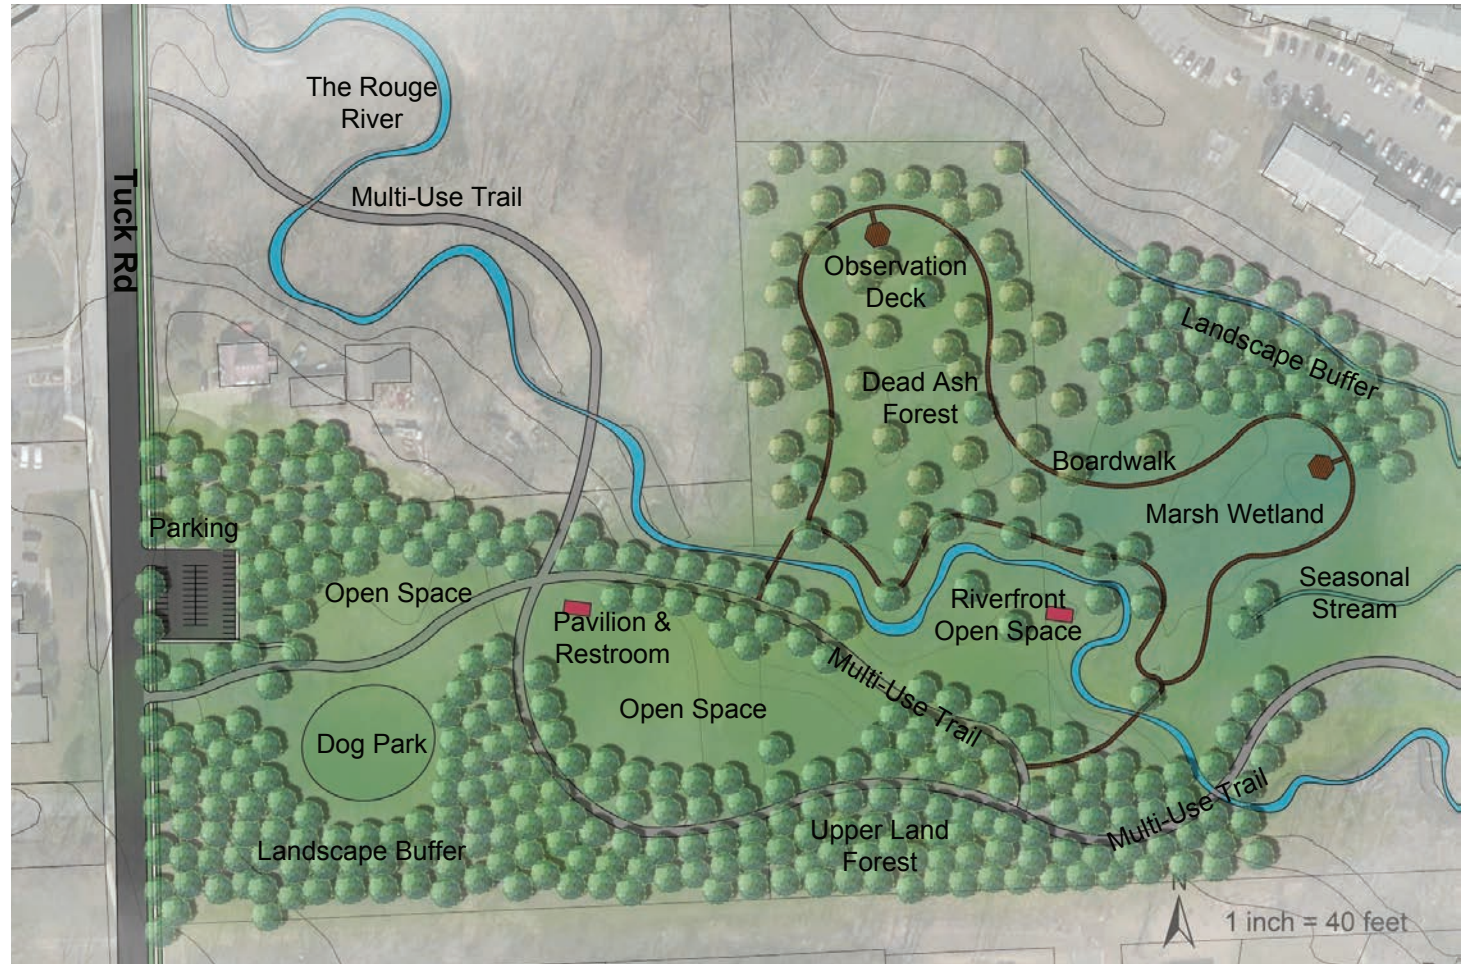 The Rouge
River
Multi-Use Trail
Tuck Rd
Observation
Deck
Landscape Buffer
Dead Ash
Forest
Boardwalk
Marsh Wetland
Parking
Seasonal
Stream
Open Space
Riverfront
Open Space
Pavilion &
Restroom
Multi-Use Trail
Open Space
Dog Park
Multi-Use Trail
Upper Land
Forest
Landscape Buffer
N
1 inch = 40 feet